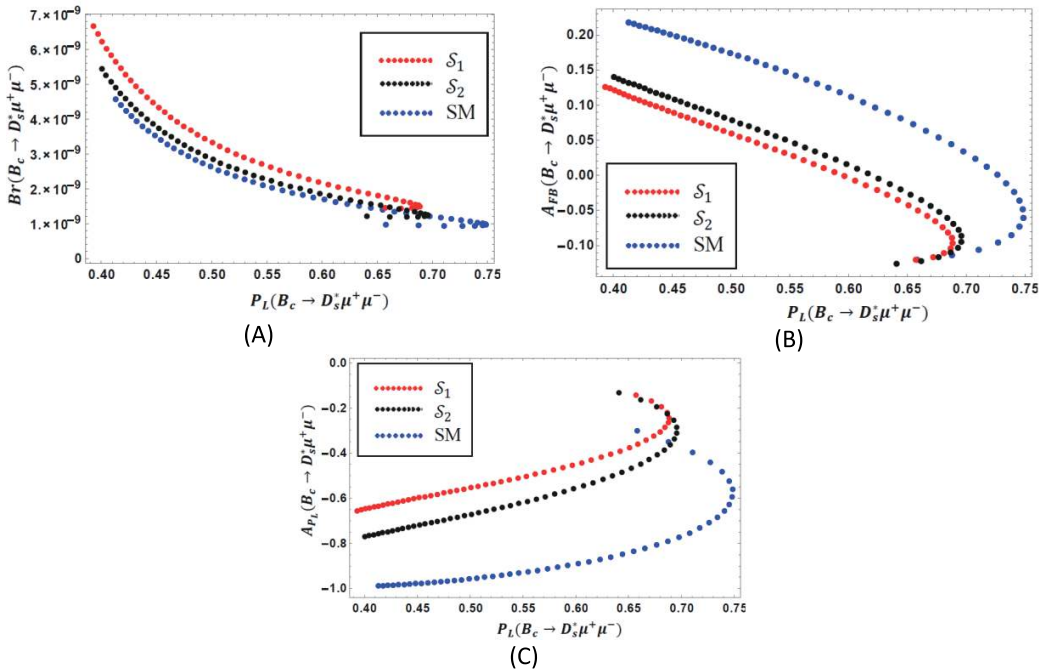 Br(B_c → D_s^* μ^+ μ^-)
7. × 10^-9
6. × 10^-9
5. × 10^-9
4. × 10^-9
3. × 10^-9
2. × 10^-9
1. × 10^-9
0
S_1
S_2
SM
0.40 0.45 0.50 0.55 0.60 0.65 0.70 0.75
P_L(B_c → D_s^* μ^+ μ^-)
(A)
A_FB(B_c → D_s^* μ^+ μ^-)
0.20
0.15
0.10
0.05
0.00
-0.05
-0.10
S_1
S_2
SM
0.40 0.45 0.50 0.55 0.60 0.65 0.70 0.75
P_L(B_c → D_s^* μ^+ μ^-)
(B)
A_P_L(B_c → D_s^* μ^+ μ^-)
0.0
-0.2
-0.4
-0.6
-0.8
-1.0
S_1
S_2
SM
0.40 0.45 0.50 0.55 0.60 0.65 0.70 0.75
P_L(B_c → D_s^* μ^+ μ^-)
(C)